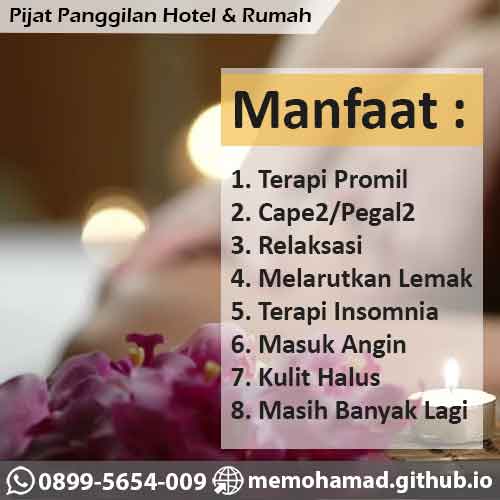 Pijat Panggilan Hotel & Rumah
Manfaat :
1. Terapi Promil
2. Cape2/Pegal2
3. Relaksasi
4. Melarutkan Lemak
5. Terapi Insomnia
6. Masuk Angin
7. Kulit Halus
8. Masih Banyak Lagi
0899-5654-009 memohamad.github.io